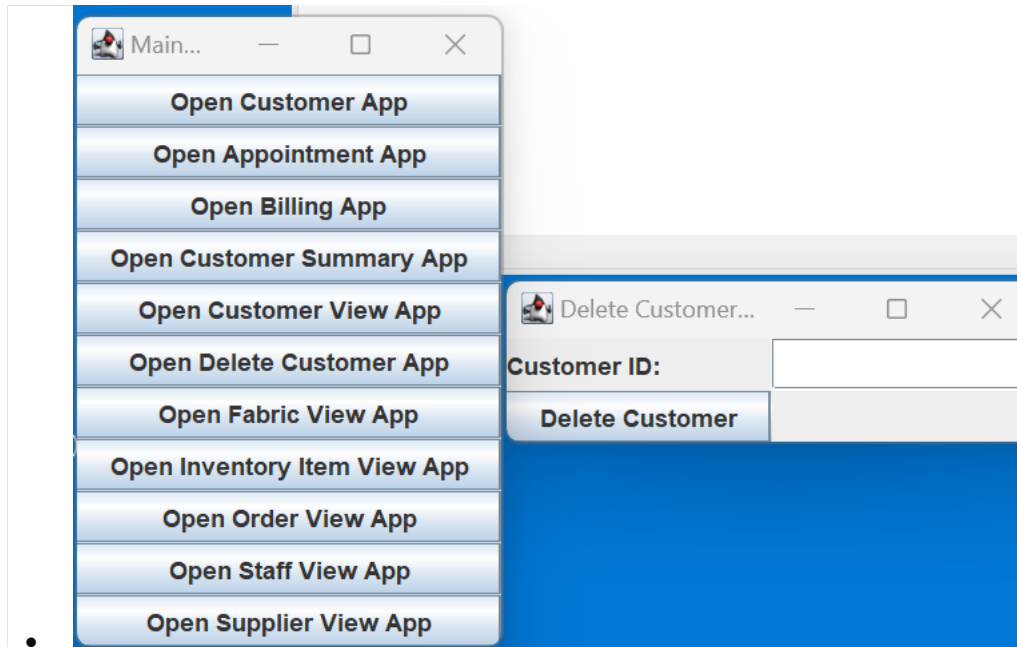 Main...
Open Customer App
Open Appointment App
Open Billing App
Open Customer Summary App
Open Customer View App
Open Delete Customer App
Open Fabric View App
Open Inventory Item View App
Open Order View App
Open Staff View App
Open Supplier View App
Delete Customer...
Customer ID:
Delete Customer